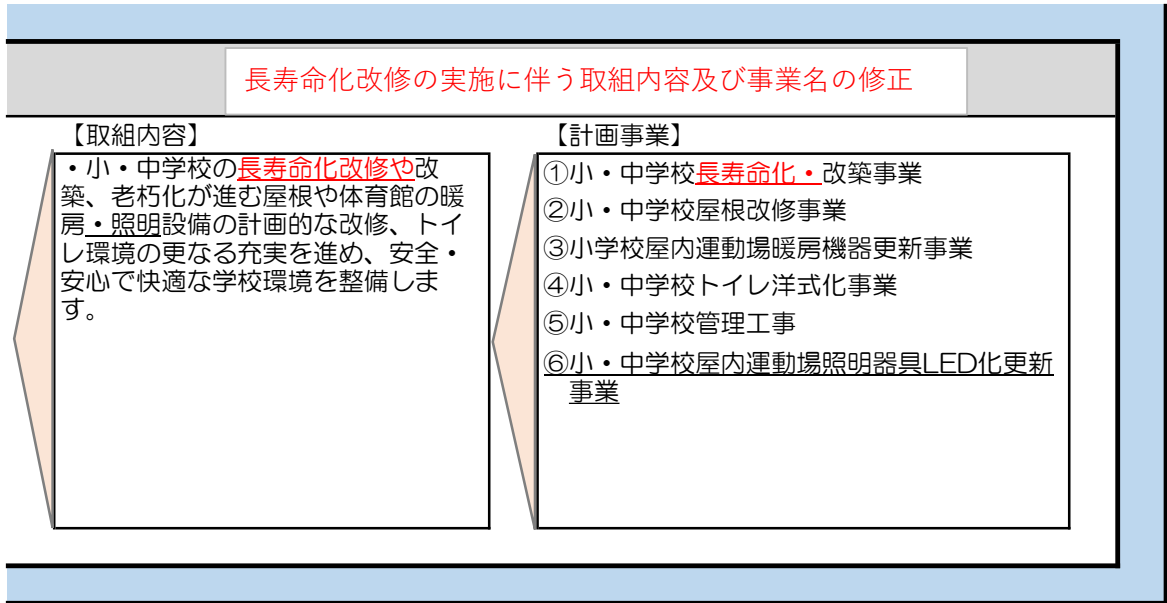 長寿命化改修の実施に伴う取組内容及び事業名の修正
【取組内容】
・小・中学校の長寿命化改修や改
築、老朽化が進む屋根や体育館の暖
房・照明設備の計画的な改修、トイ
レ環境の更なる充実を進め、安全・
安心で快適な学校環境を整備しま
す。
【計画事業】
①小・中学校長寿命化・改築事業
②小・中学校屋根改修事業
③小学校屋内運動場暖房機器更新事業
④小・中学校トイレ洋式化事業
⑤小・中学校管理工事
⑥小・中学校屋内運動場照明器具LED化更新
事業